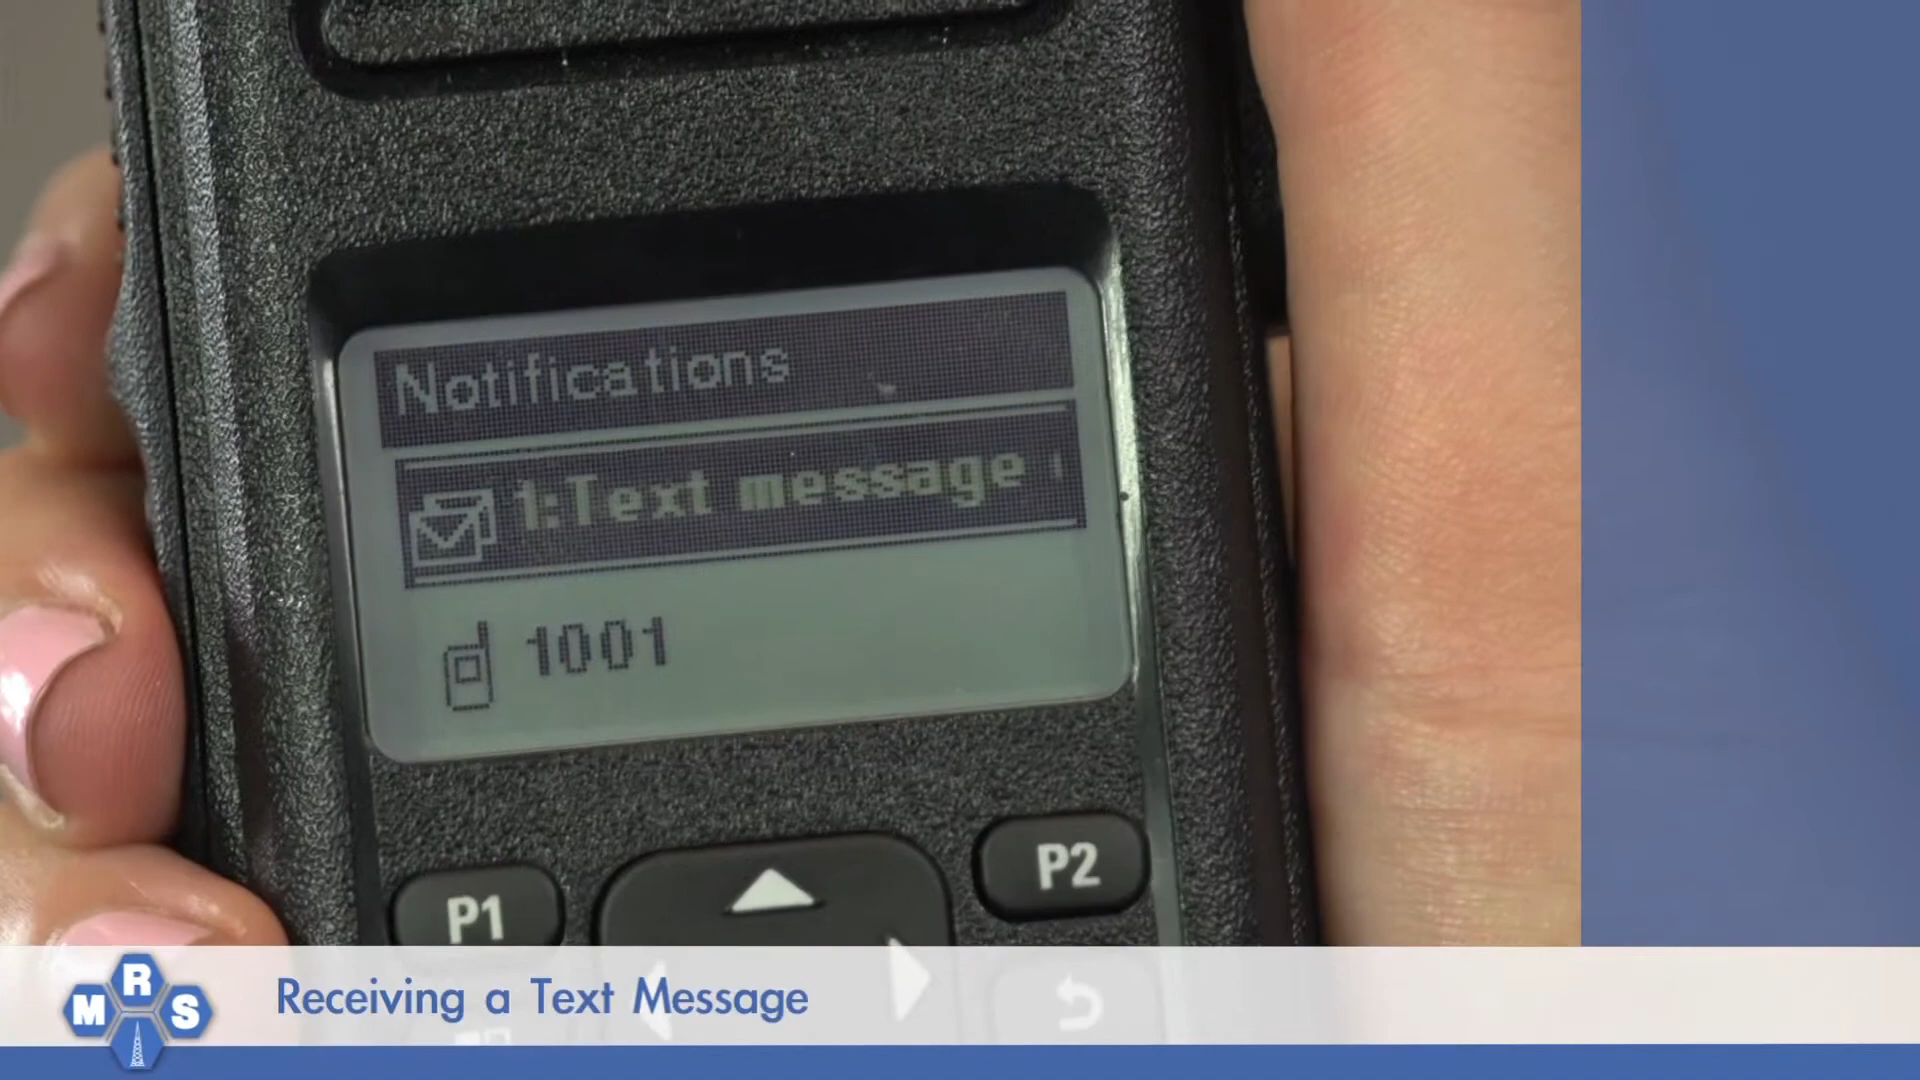 Notifications
1:Text message
1001
P1
P2
MRS
Receiving a Text Message